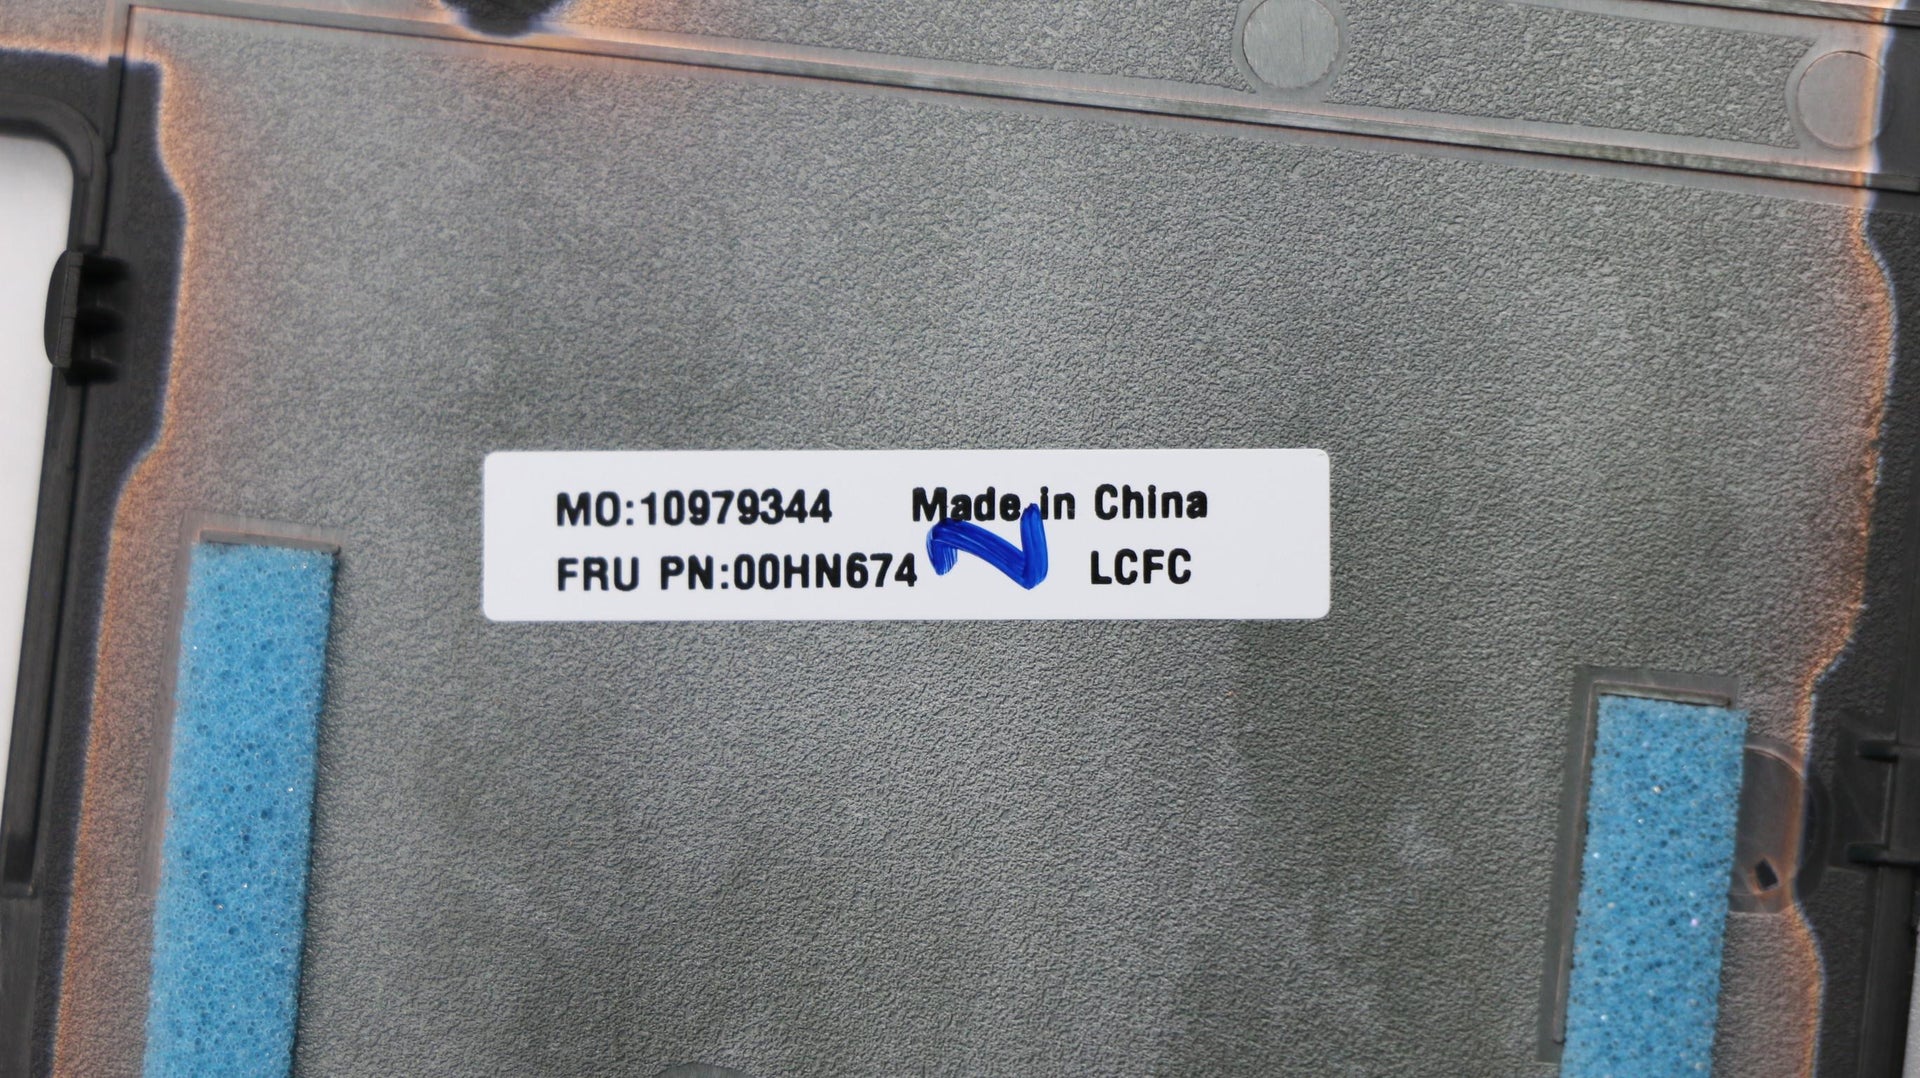 MO:10979344 Made in China
FRU PN:00HN674 LCFC